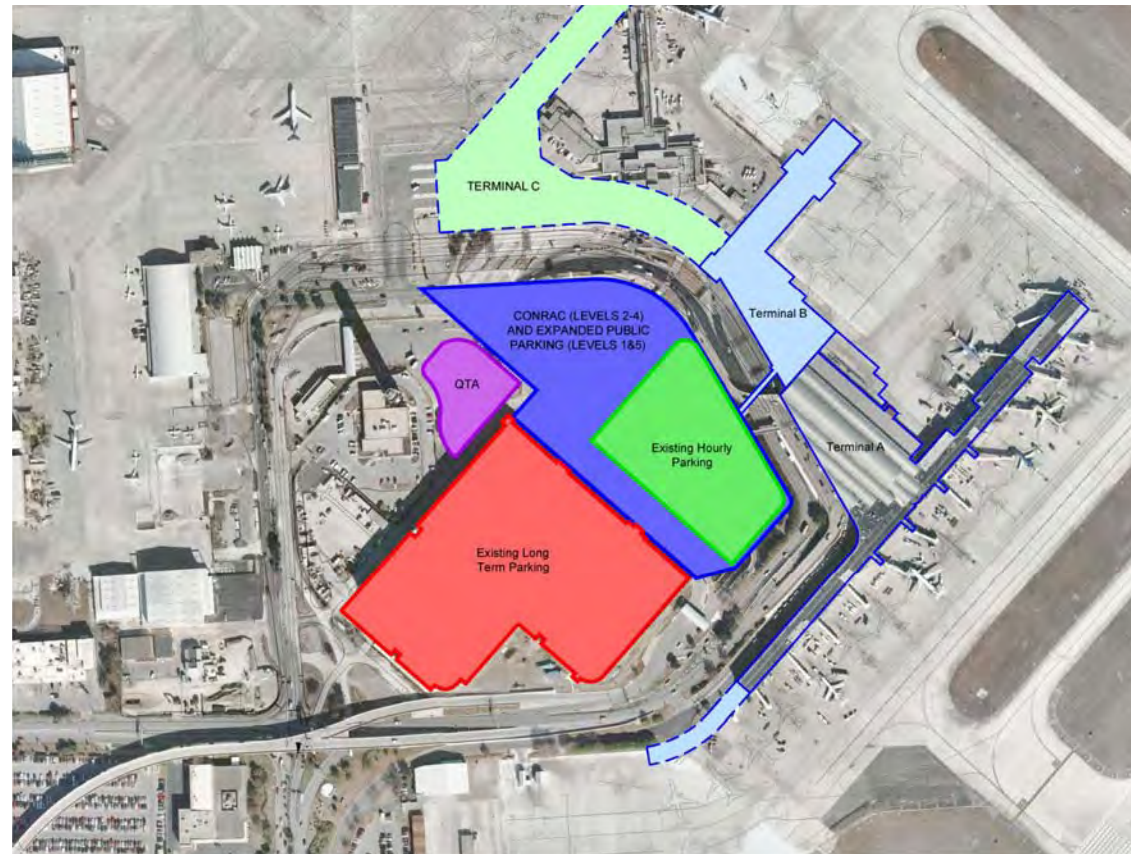 TERMINAL C
CONRAC (LEVELS 2-4)
AND EXPANDED PUBLIC
PARKING (LEVELS 1&5)
Terminal B
QTA
Existing Hourly
Parking
Terminal A
Existing Long
Term Parking